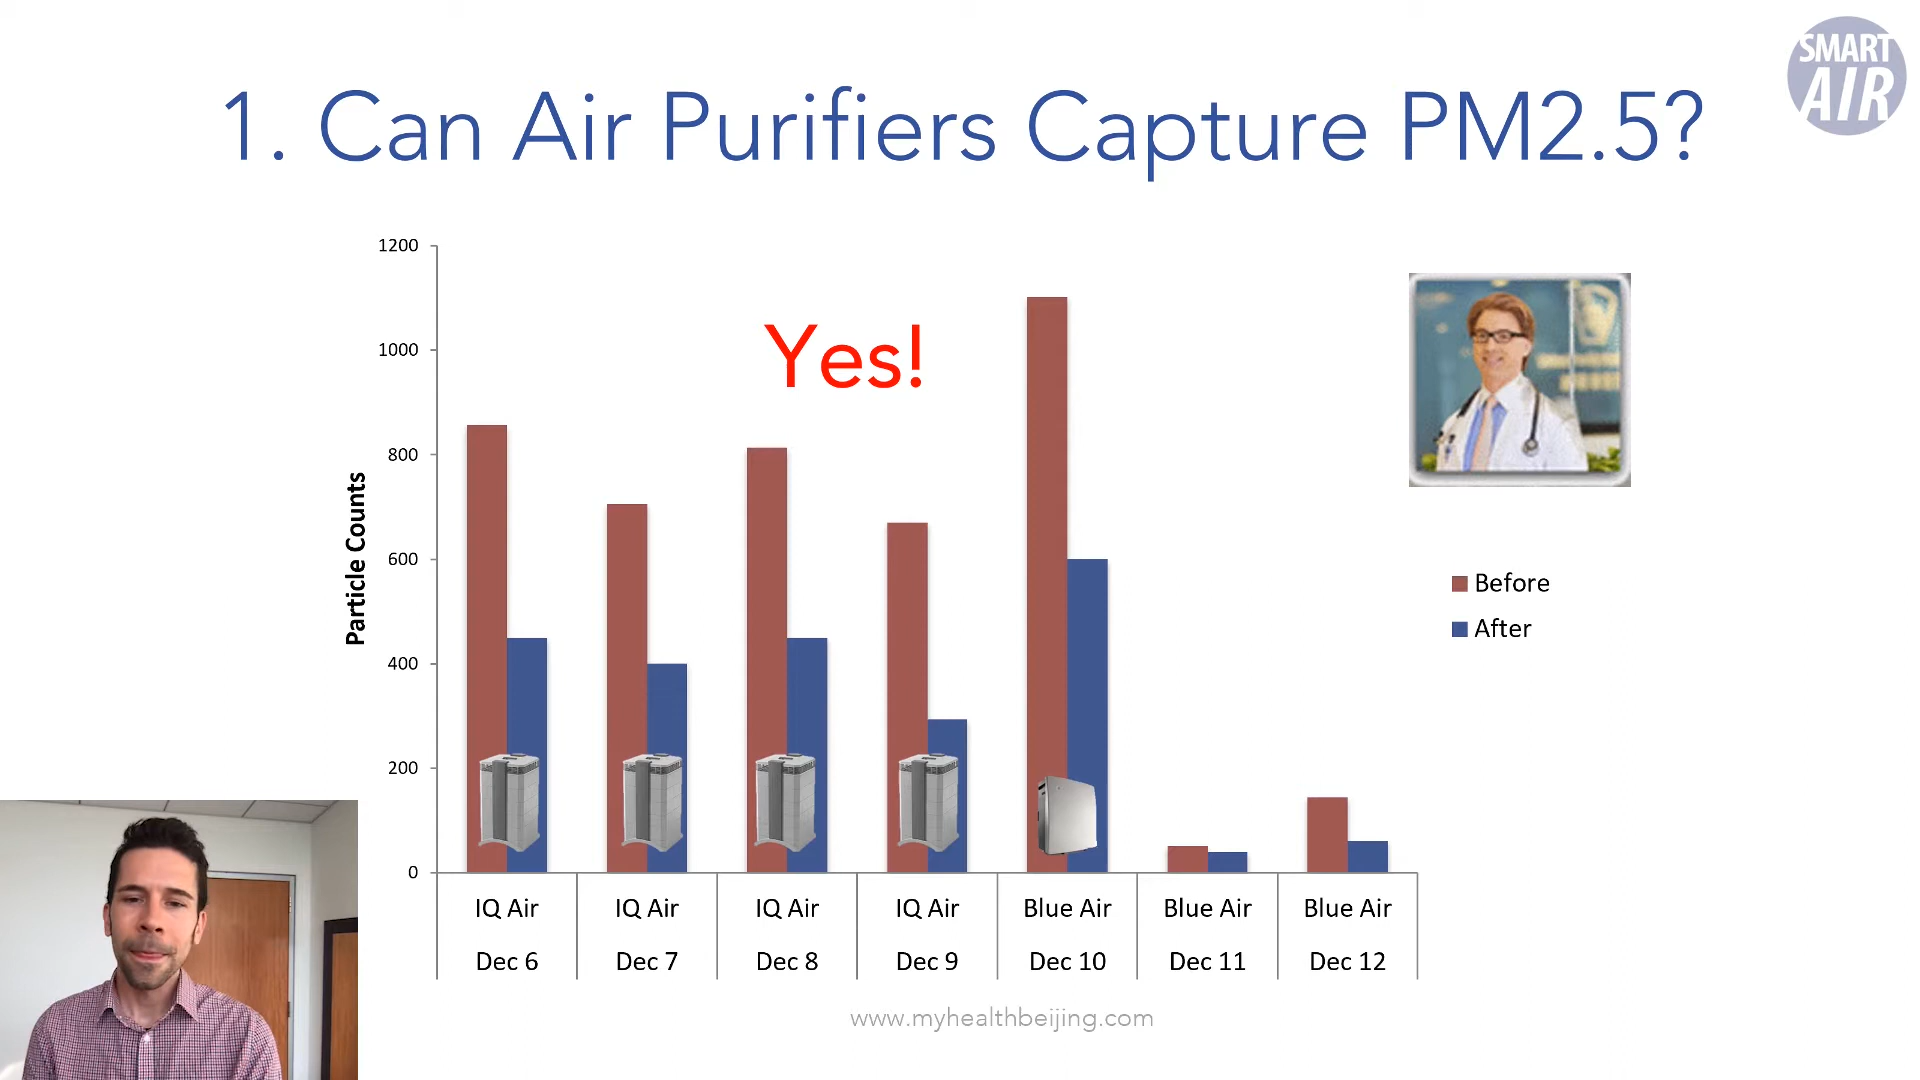 SMART
AIR
1. Can Air Purifiers Capture PM2.5?
1200
1000
800
600
400
200
0
Particle Counts
Yes!
Before
After
IQ Air IQ Air IQ Air IQ Air Blue Air Blue Air Blue Air
Dec 6 Dec 7 Dec 8 Dec 9 Dec 10 Dec 11 Dec 12
www.myhealthbeijing.com